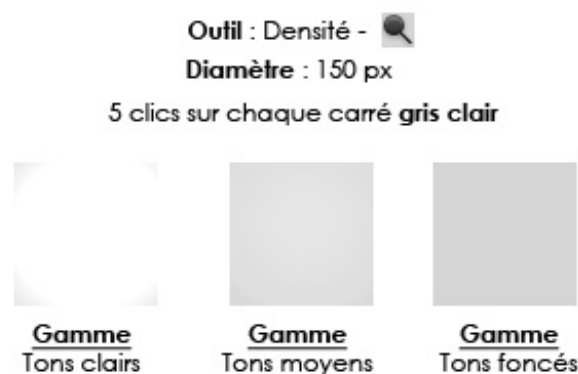 Outil : Densité -
Diamètre : 150 px
5 clics sur chaque carré gris clair
Gamme Gamme Gamme
Tons clairs Tons moyens Tons foncés